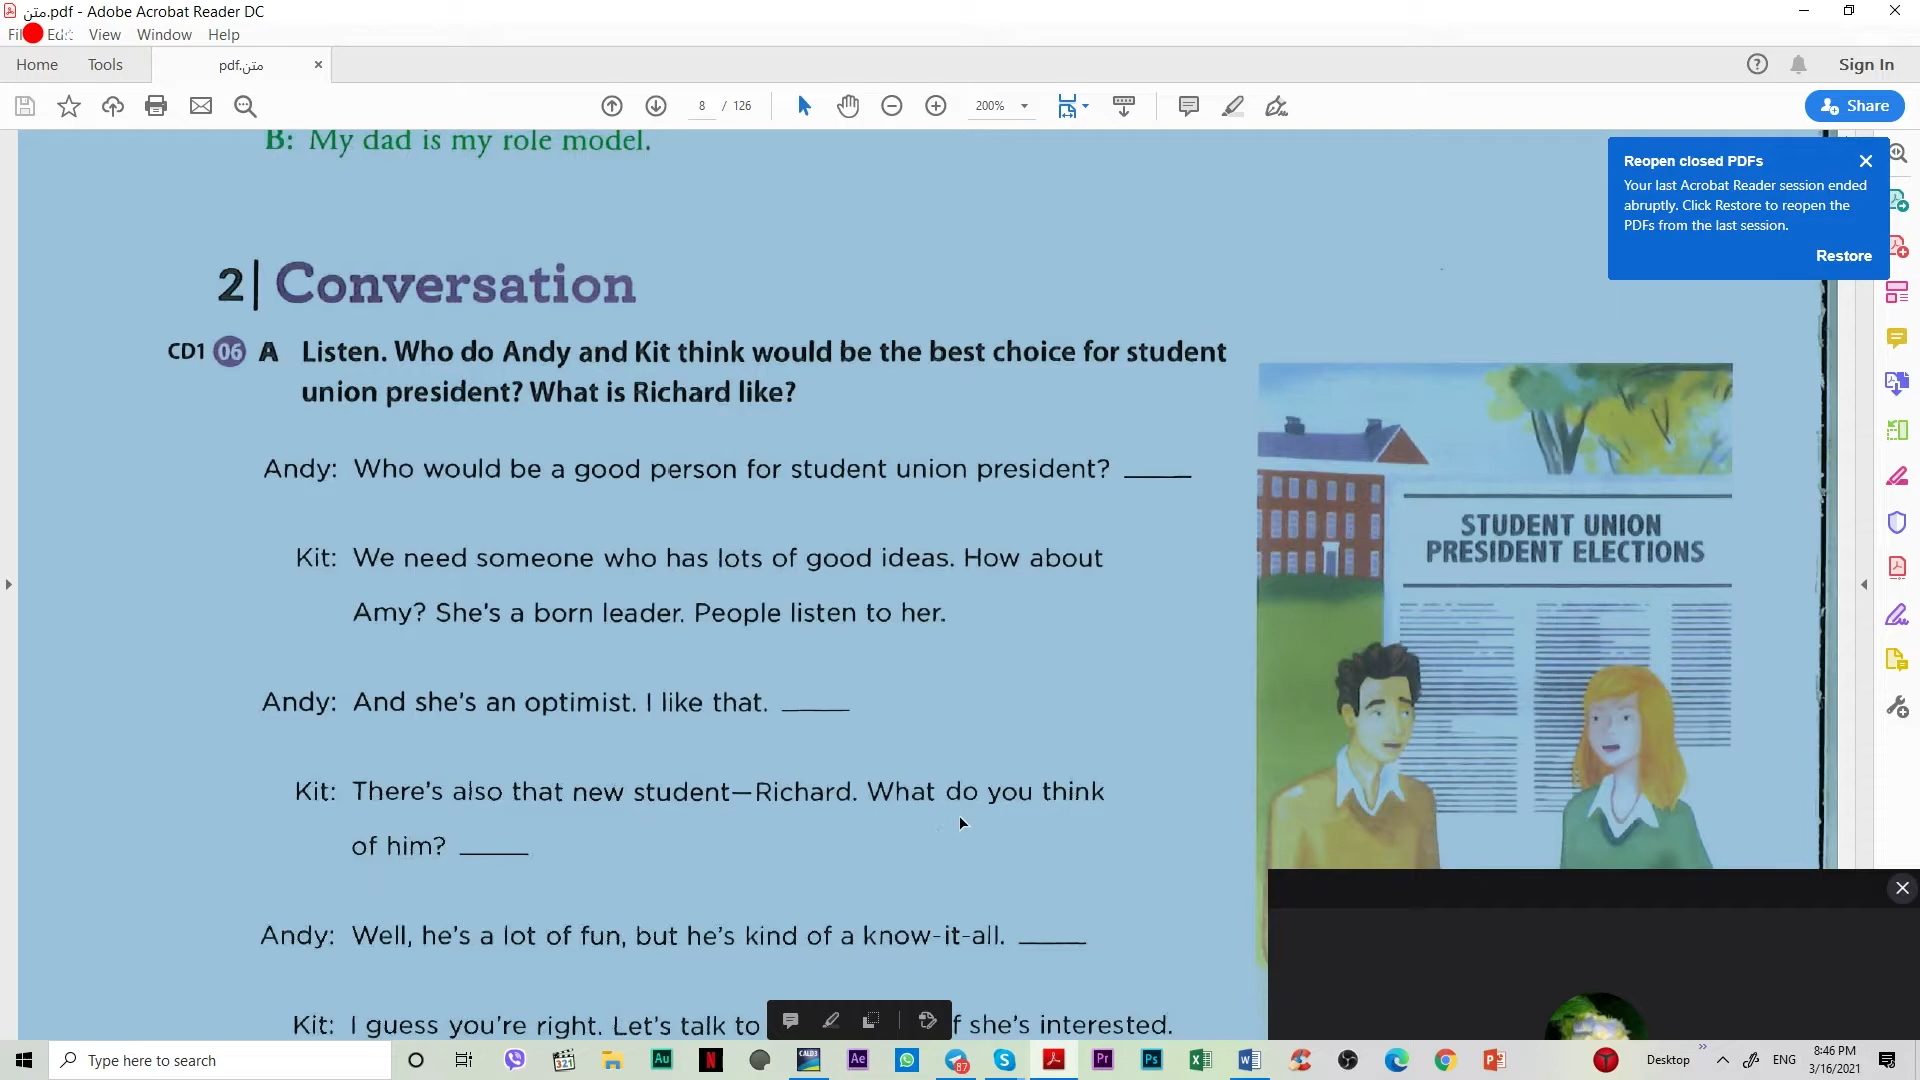 متن.pdf - Adobe Acrobat Reader DC
View Window Help
Home Tools متن.pdf Sign In
8 / 126 200% Share
B: My dad is my role model.
Reopen closed PDFs
Your last Acrobat Reader session ended
abruptly. Click Restore to reopen the
PDFs from the last session.
Restore
2 Conversation
CD1 06 A Listen. Who do Andy and Kit think would be the best choice for student
union president? What is Richard like?
Andy: Who would be a good person for student union president?
Kit: We need someone who has lots of good ideas. How about
Amy? She's a born leader. People listen to her.
Andy: And she's an optimist. I like that.
Kit: There's also that new student—Richard. What do you think
of him?
Andy: Well, he's a lot of fun, but he's kind of a know-it-all.
Kit: I guess you're right. Let's talk to she's interested.
STUDENT UNION
PRESIDENT ELECTIONS
Type here to search
321
Au
CALD3
Ae
87
Pr
Ps
Desktop
ENG
8:46 PM
3/16/2021